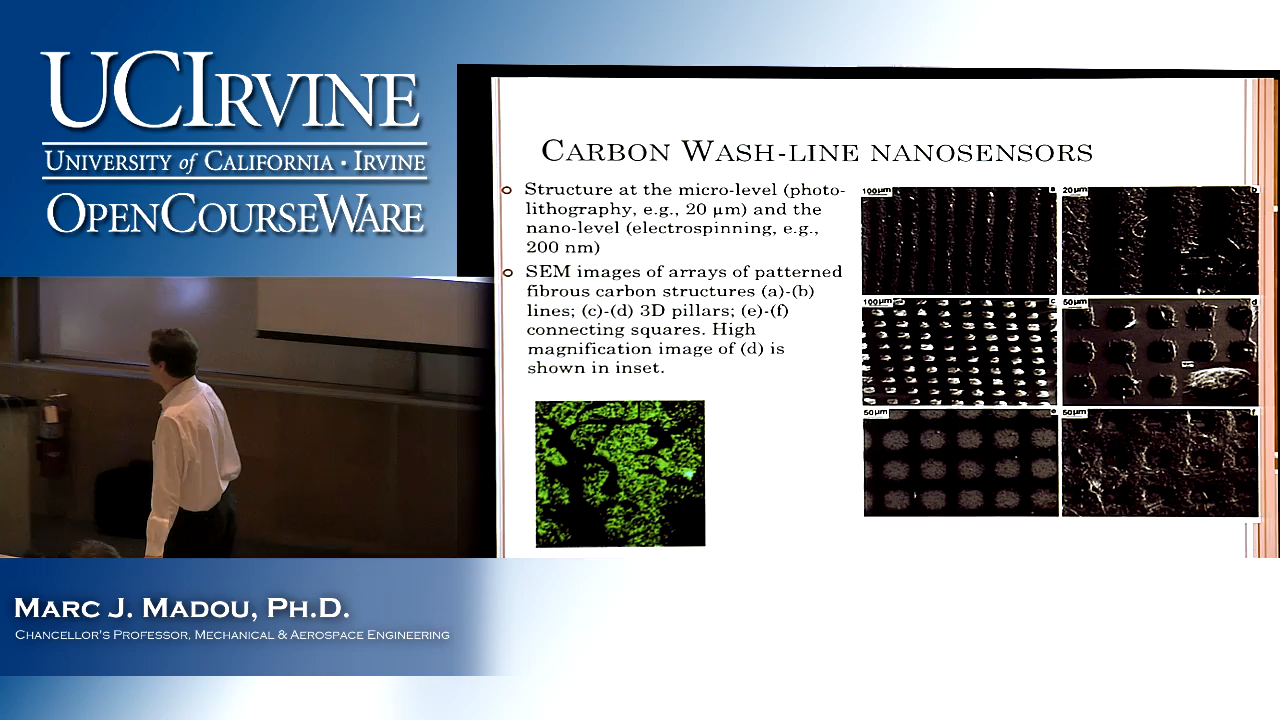 UCIRVINE
UNIVERSITY of CALIFORNIA · IRVINE
OPENCOURSEWARE
CARBON WASH-LINE NANOSENSORS
Structure at the micro-level (photo-
lithography, e.g., 20 μm) and the
nano-level (electrospinning, e.g.,
200 nm)
SEM images of arrays of patterned
fibrous carbon structures (a)-(b)
lines; (c)-(d) 3D pillars; (e)-(f)
connecting squares. High
magnification image of (d) is
shown in inset.
100μm a
20μm b
100μm c
50μm d
50μm e
50μm f
MARC J. MADOU, PH.D.
CHANCELLOR'S PROFESSOR, MECHANICAL & AEROSPACE ENGINEERING